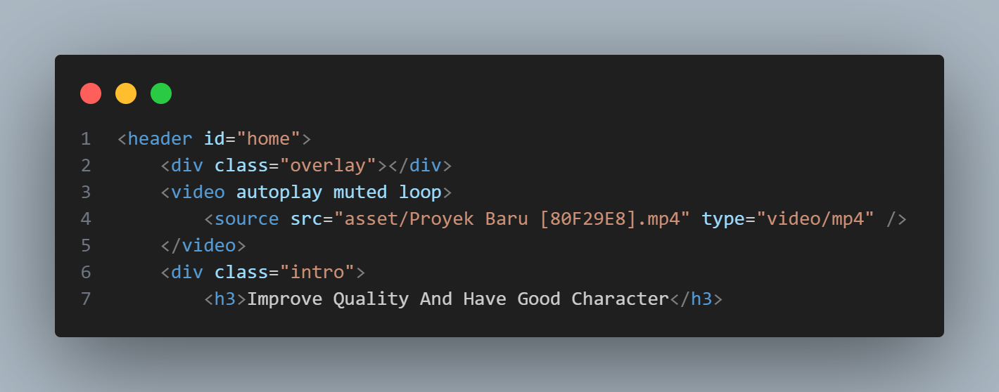 1 <header id="home">
2     <div class="overlay"></div>
3     <video autoplay muted loop>
4         <source src="asset/Proyek Baru [80F29E8].mp4" type="video/mp4" />
5     </video>
6     <div class="intro">
7         <h3>Improve Quality And Have Good Character</h3>